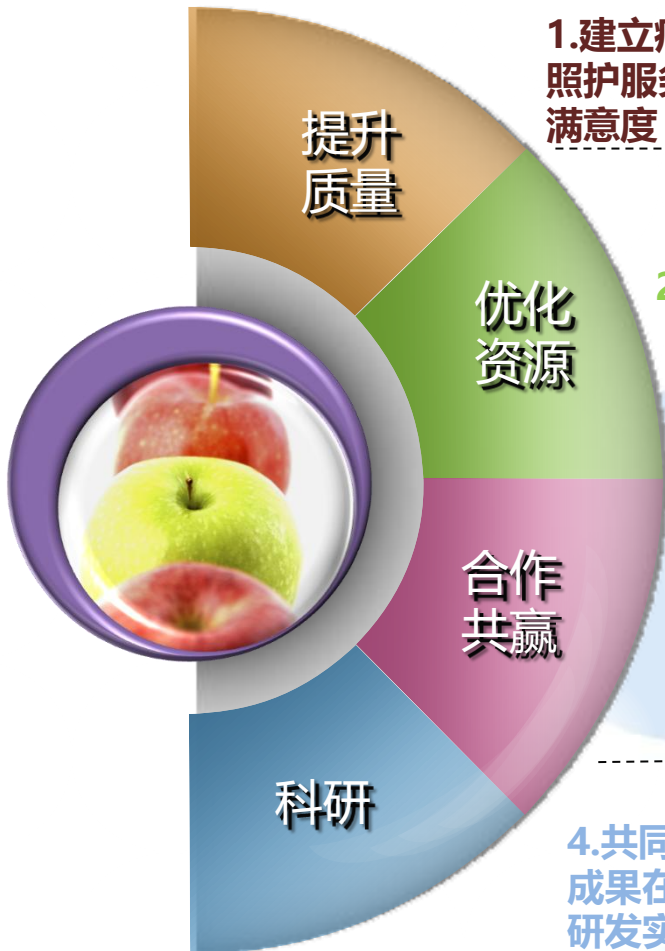 1.建立
照护服
满意度
提升
质量
2
优化
资源
合作
共赢
科研
4.共同
成果在
研发实